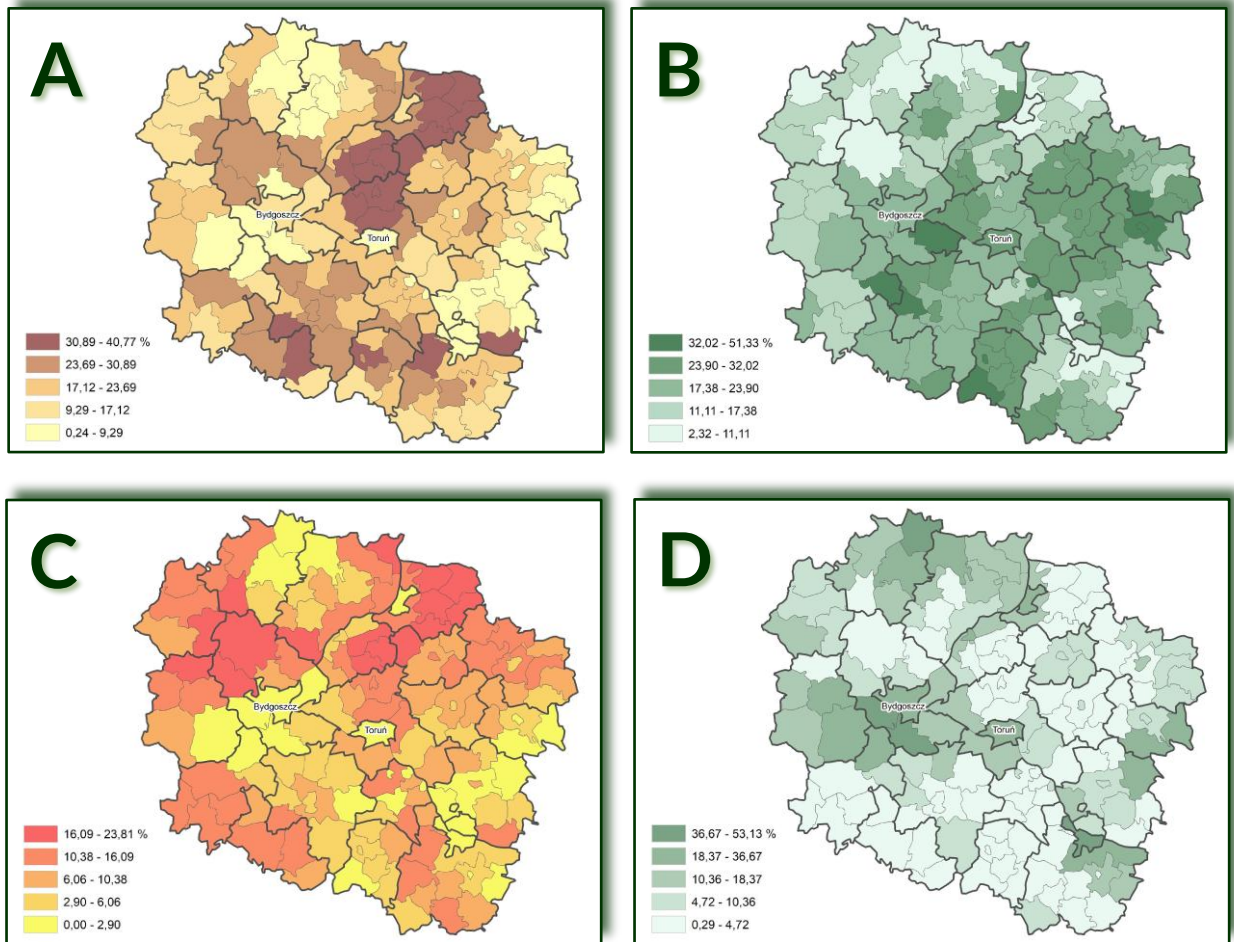 A
Bydgoszcz
Toruń
30,89 - 40,77 %
23,69 - 30,89
17,12 - 23,69
9,29 - 17,12
0,24 - 9,29
B
Bydgoszcz
Toruń
32,02 - 51,33 %
23,90 - 32,02
17,38 - 23,90
11,11 - 17,38
2,32 - 11,11
C
Bydgoszcz
Toruń
16,09 - 23,81 %
10,38 - 16,09
6,06 - 10,38
2,90 - 6,06
0,00 - 2,90
D
Bydgoszcz
Toruń
36,67 - 53,13 %
18,37 - 36,67
10,36 - 18,37
4,72 - 10,36
0,29 - 4,72